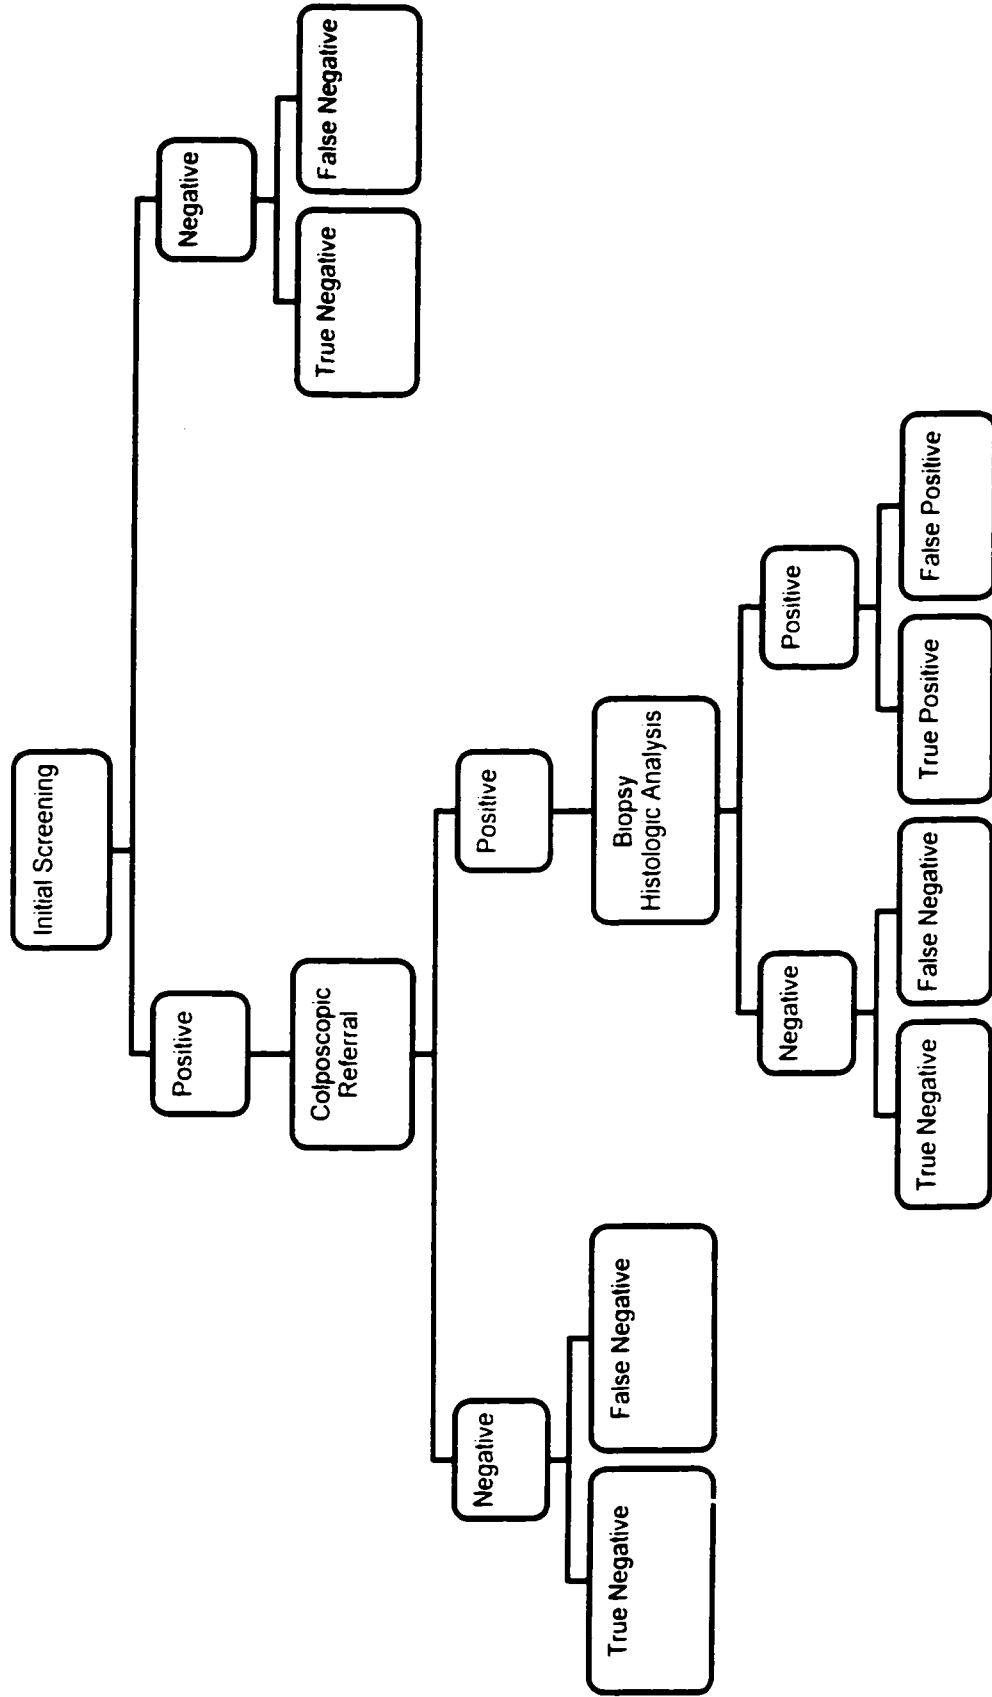 Initial Screening
Positive
Negative
Colposcopic
Referral
True Negative
False Negative
Negative
Positive
True Negative
False Negative
Biopsy
Histologic Analysis
Negative
Positive
True Negative
False Negative
True Positive
False Positive